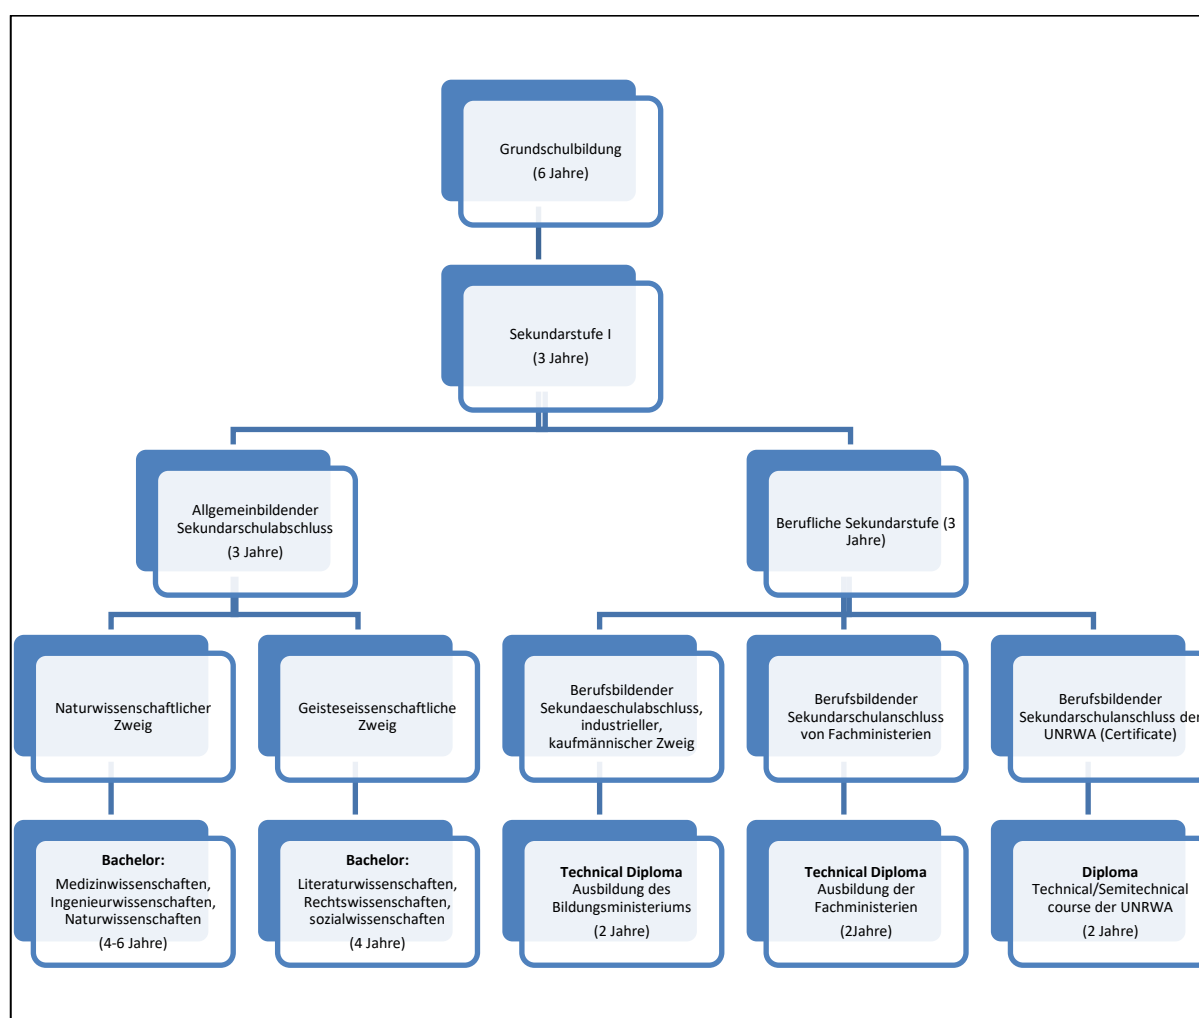 Grundschulbildung
(6 Jahre)
Sekundarstufe I
(3 Jahre)
Allgemeinbildender
Sekundarschulabschluss
(3 Jahre)
Berufliche Sekundarstufe (3
Jahre)
Naturwissenschaftlicher
Zweig
Geisteseissenschaftliche
Zweig
Berufsbildender
Sekundaeschulabschluss,
industrieller,
kaufmännischer Zweig
Berufsbildender
Sekundarschulanschluss
von Fachministerien
Berufsbildender
Sekundarschulanschluss der
UNRWA (Certificate)
Bachelor:
Medizinwissenschaften,
Ingenieurwissenschaften,
Naturwissenschaften
(4-6 Jahre)
Bachelor:
Literaturwissenschaften,
Rechtswissenschaften,
sozialwissenschaften
(4 Jahre)
Technical Diploma
Ausbildung des
Bildungsministeriums
(2 Jahre)
Technical Diploma
Ausbildung der
Fachministerien
(2Jahre)
Diploma
Technical/Semitechnical
course der UNRWA
(2 Jahre)